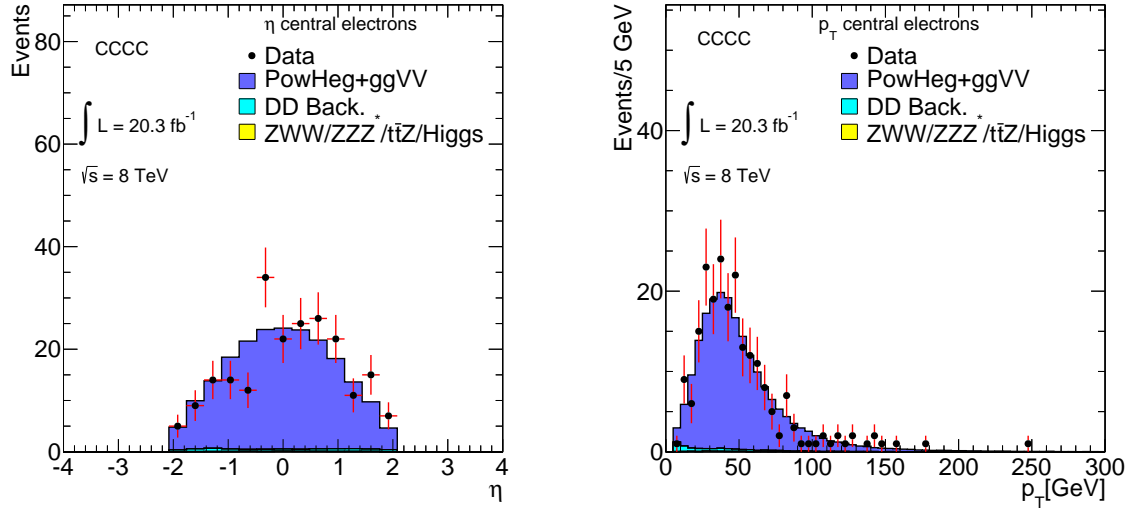 Events
80
60
40
20
0
CCCC
η central electrons
Data
PowHeg+ggVV
DD Back.
ZWW/ZZZ*/tt̄Z/Higgs
∫ L = 20.3 fb⁻¹
√s = 8 TeV
-4 -3 -2 -1 0 1 2 3 4
η
Events/5 GeV
40
20
0
CCCC
p_T central electrons
Data
PowHeg+ggVV
DD Back.
ZWW/ZZZ*/tt̄Z/Higgs
∫ L = 20.3 fb⁻¹
√s = 8 TeV
0 50 100 150 200 250 300
p_T[GeV]